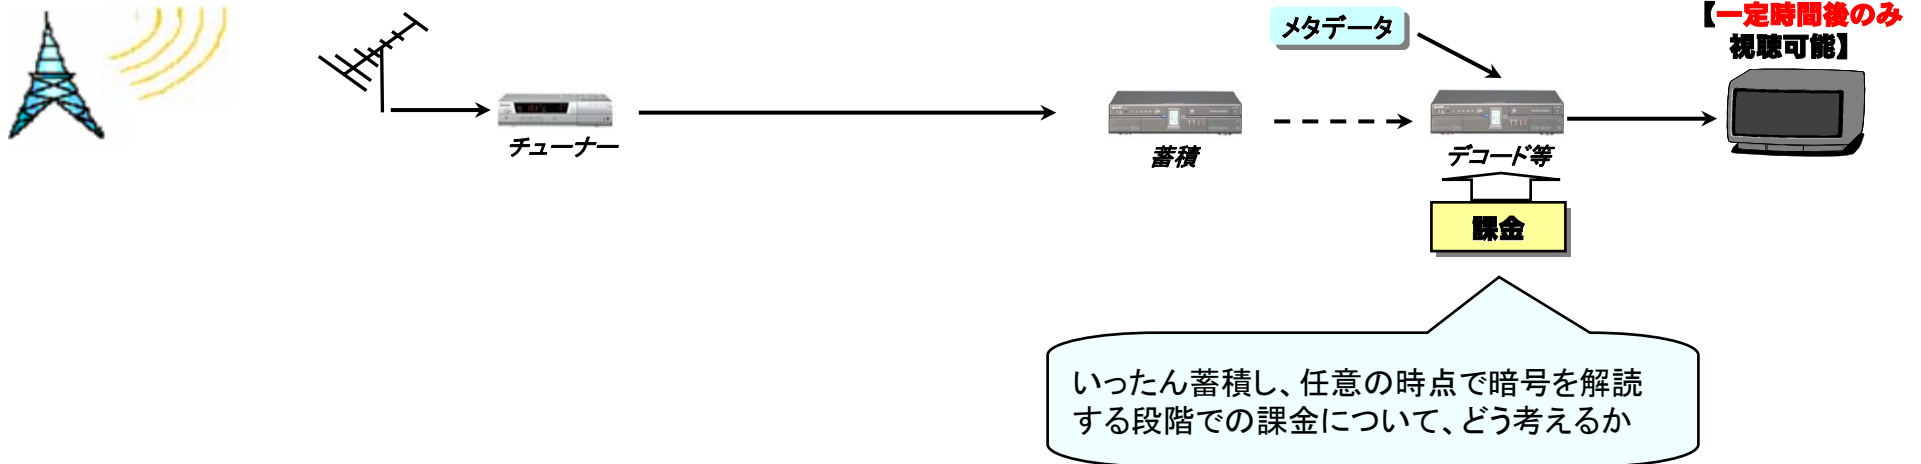 【一定時間後のみ
視聴可能】
メタデータ
チューナー
蓄積
デコード等
課金
いったん蓄積し、任意の時点で暗号を解読
する段階での課金について、どう考えるか